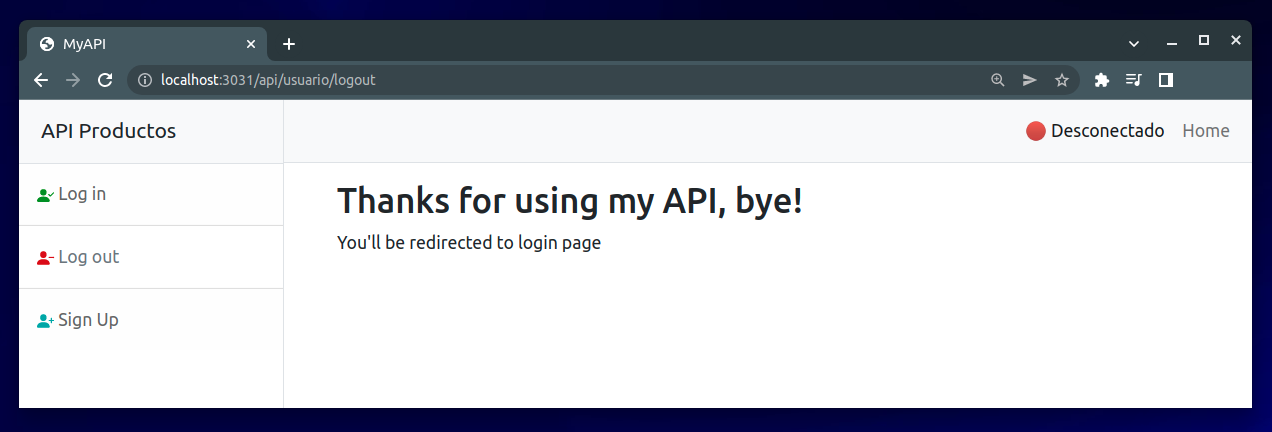 MyAPI
localhost:3031/api/usuario/logout
API Productos
Desconectado Home
Log in
Log out
Sign Up
Thanks for using my API, bye!
You'll be redirected to login page